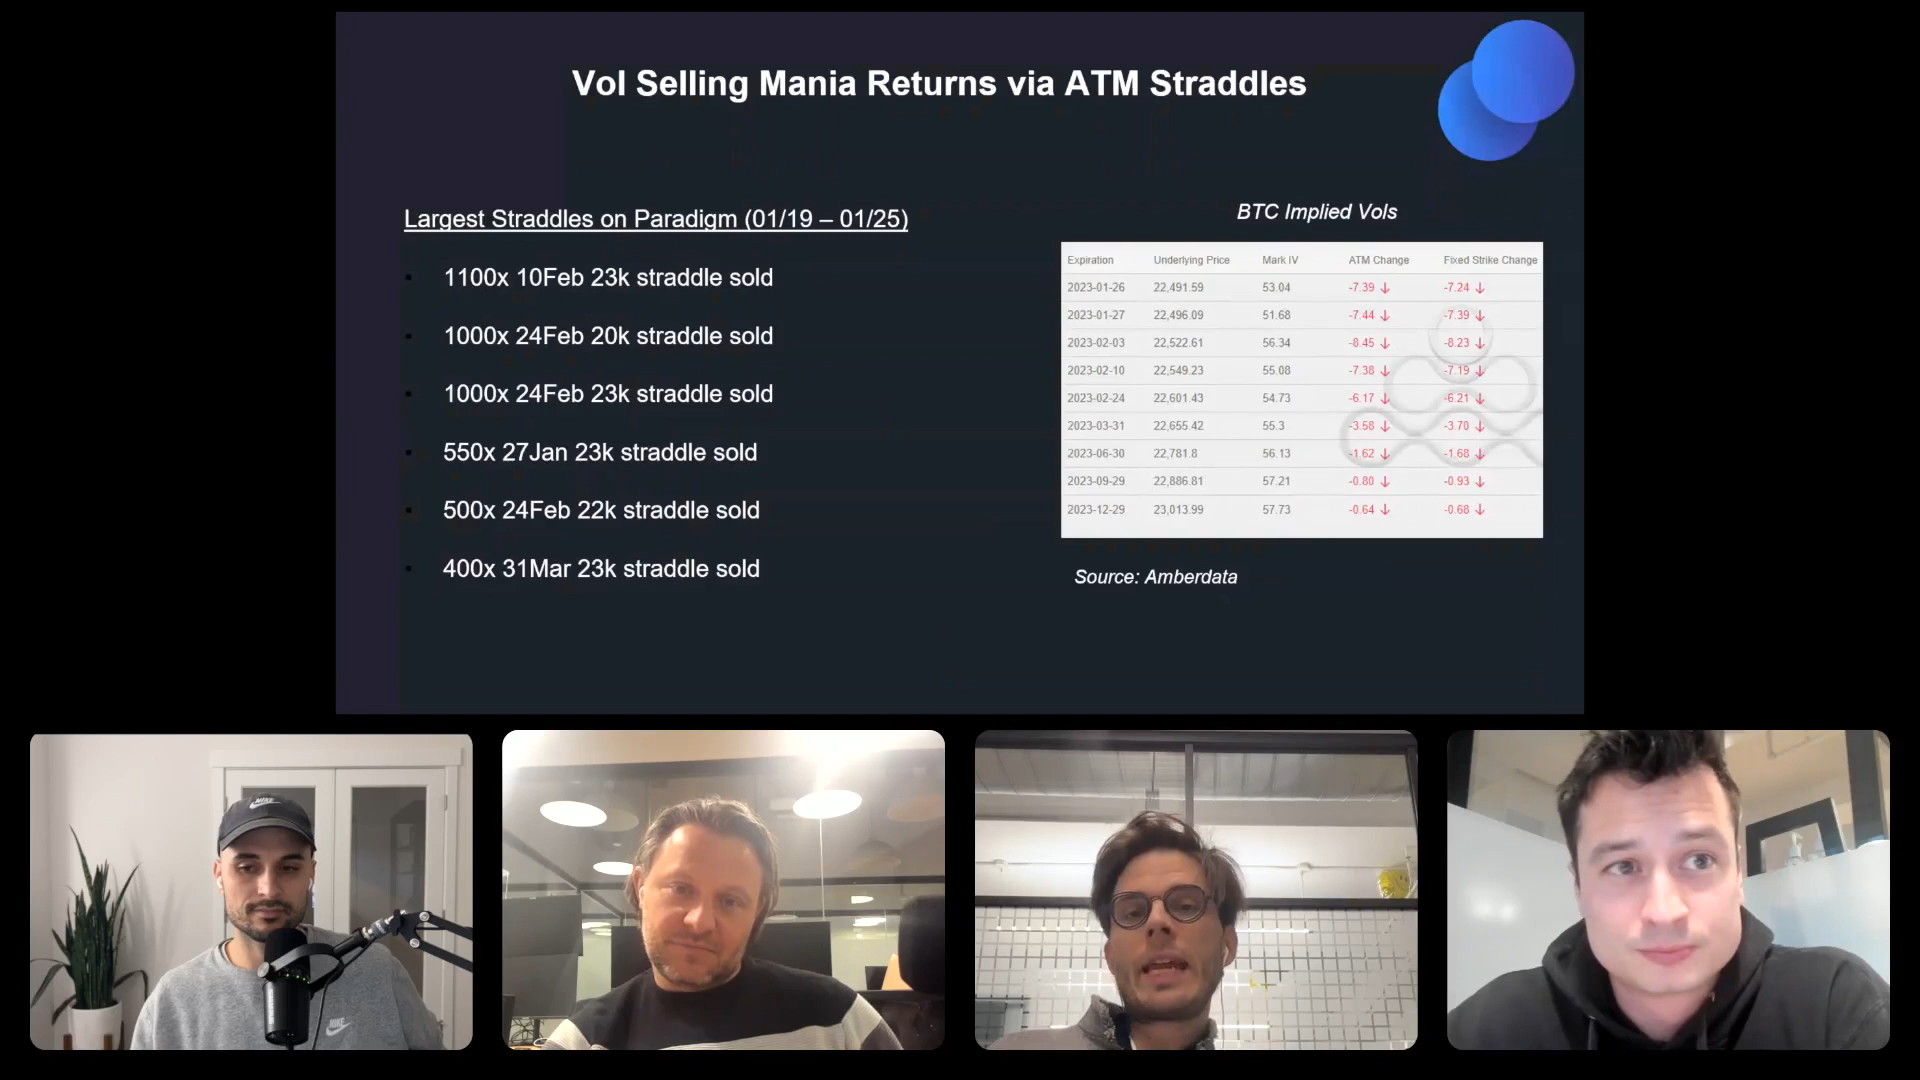 Vol Selling Mania Returns via ATM Straddles
Largest Straddles on Paradigm (01/19 – 01/25)
1100x 10Feb 23k straddle sold
1000x 24Feb 20k straddle sold
1000x 24Feb 23k straddle sold
550x 27Jan 23k straddle sold
500x 24Feb 22k straddle sold
400x 31Mar 23k straddle sold
BTC Implied Vols
Expiration Underlying Price Mark IV ATM Change Fixed Strike Change
2023-01-26 22,491.59 53.04 -7.39 ↓ -7.24 ↓
2023-01-27 22,496.09 51.68 -7.44 ↓ -7.39 ↓
2023-02-03 22,522.61 56.34 -8.45 ↓ -8.23 ↓
2023-02-10 22,549.23 55.08 -7.38 ↓ -7.19 ↓
2023-02-24 22,601.43 54.73 -6.17 ↓ -6.21 ↓
2023-03-31 22,655.42 55.3 -3.58 ↓ -3.70 ↓
2023-06-30 22,781.8 56.13 -1.62 ↓ -1.68 ↓
2023-09-29 22,886.81 57.21 -0.80 ↓ -0.93 ↓
2023-12-29 23,013.99 57.73 -0.64 ↓ -0.68 ↓
Source: Amberdata
NIKE
NIKE